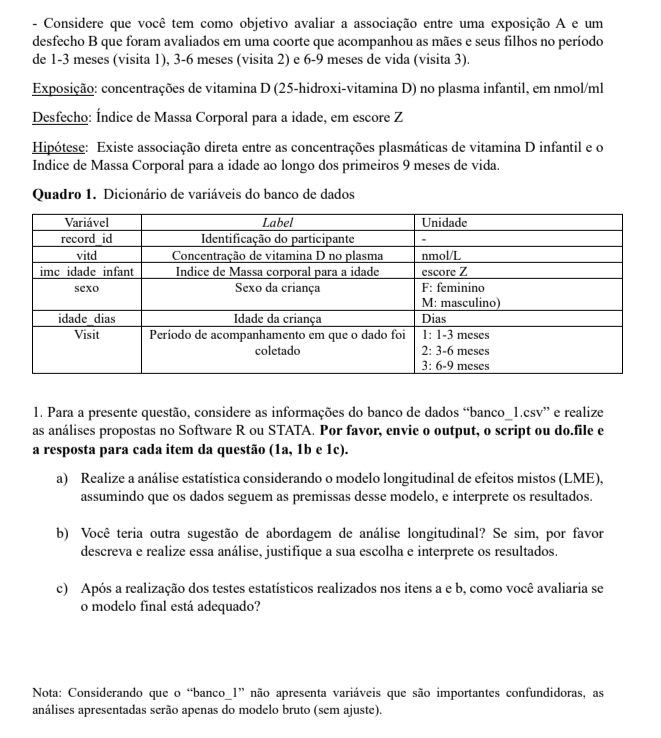 - Considere que você tem como objetivo avaliar a associação entre uma exposição A e um
desfecho B que foram avaliados em uma coorte que acompanhou as mães e seus filhos no período
de 1-3 meses (visita 1), 3-6 meses (visita 2) e 6-9 meses de vida (visita 3).
Exposição: concentrações de vitamina D (25-hidroxi-vitamina D) no plasma infantil, em nmol/ml
Desfecho: Índice de Massa Corporal para a idade, em escore Z
Hipótese: Existe associação direta entre as concentrações plasmáticas de vitamina D infantil e o
Indice de Massa Corporal para a idade ao longo dos primeiros 9 meses de vida.
Quadro 1. Dicionário de variáveis do banco de dados
Variável Label Unidade
record_id Identificação do participante -
vitd Concentração de vitamina D no plasma nmol/L
imc_idade_infant Indice de Massa corporal para a idade escore Z
sexo Sexo da criança F: feminino
M: masculino)
idade_dias Idade da criança Dias
Visit Período de acompanhamento em que o dado foi 1: 1-3 meses
coletado 2: 3-6 meses
3: 6-9 meses
1. Para a presente questão, considere as informações do banco de dados “banco_1.csv” e realize
as análises propostas no Software R ou STATA. Por favor, envie o output, o script ou do.file e
a resposta para cada item da questão (1a, 1b e 1c).
a) Realize a análise estatística considerando o modelo longitudinal de efeitos mistos (LME),
assumindo que os dados seguem as premissas desse modelo, e interprete os resultados.
b) Você teria outra sugestão de abordagem de análise longitudinal? Se sim, por favor
descreva e realize essa análise, justifique a sua escolha e interprete os resultados.
c) Após a realização dos testes estatísticos realizados nos itens a e b, como você avaliaria se
o modelo final está adequado?
Nota: Considerando que o “banco_1” não apresenta variáveis que são importantes confundidoras, as
análises apresentadas serão apenas do modelo bruto (sem ajuste).